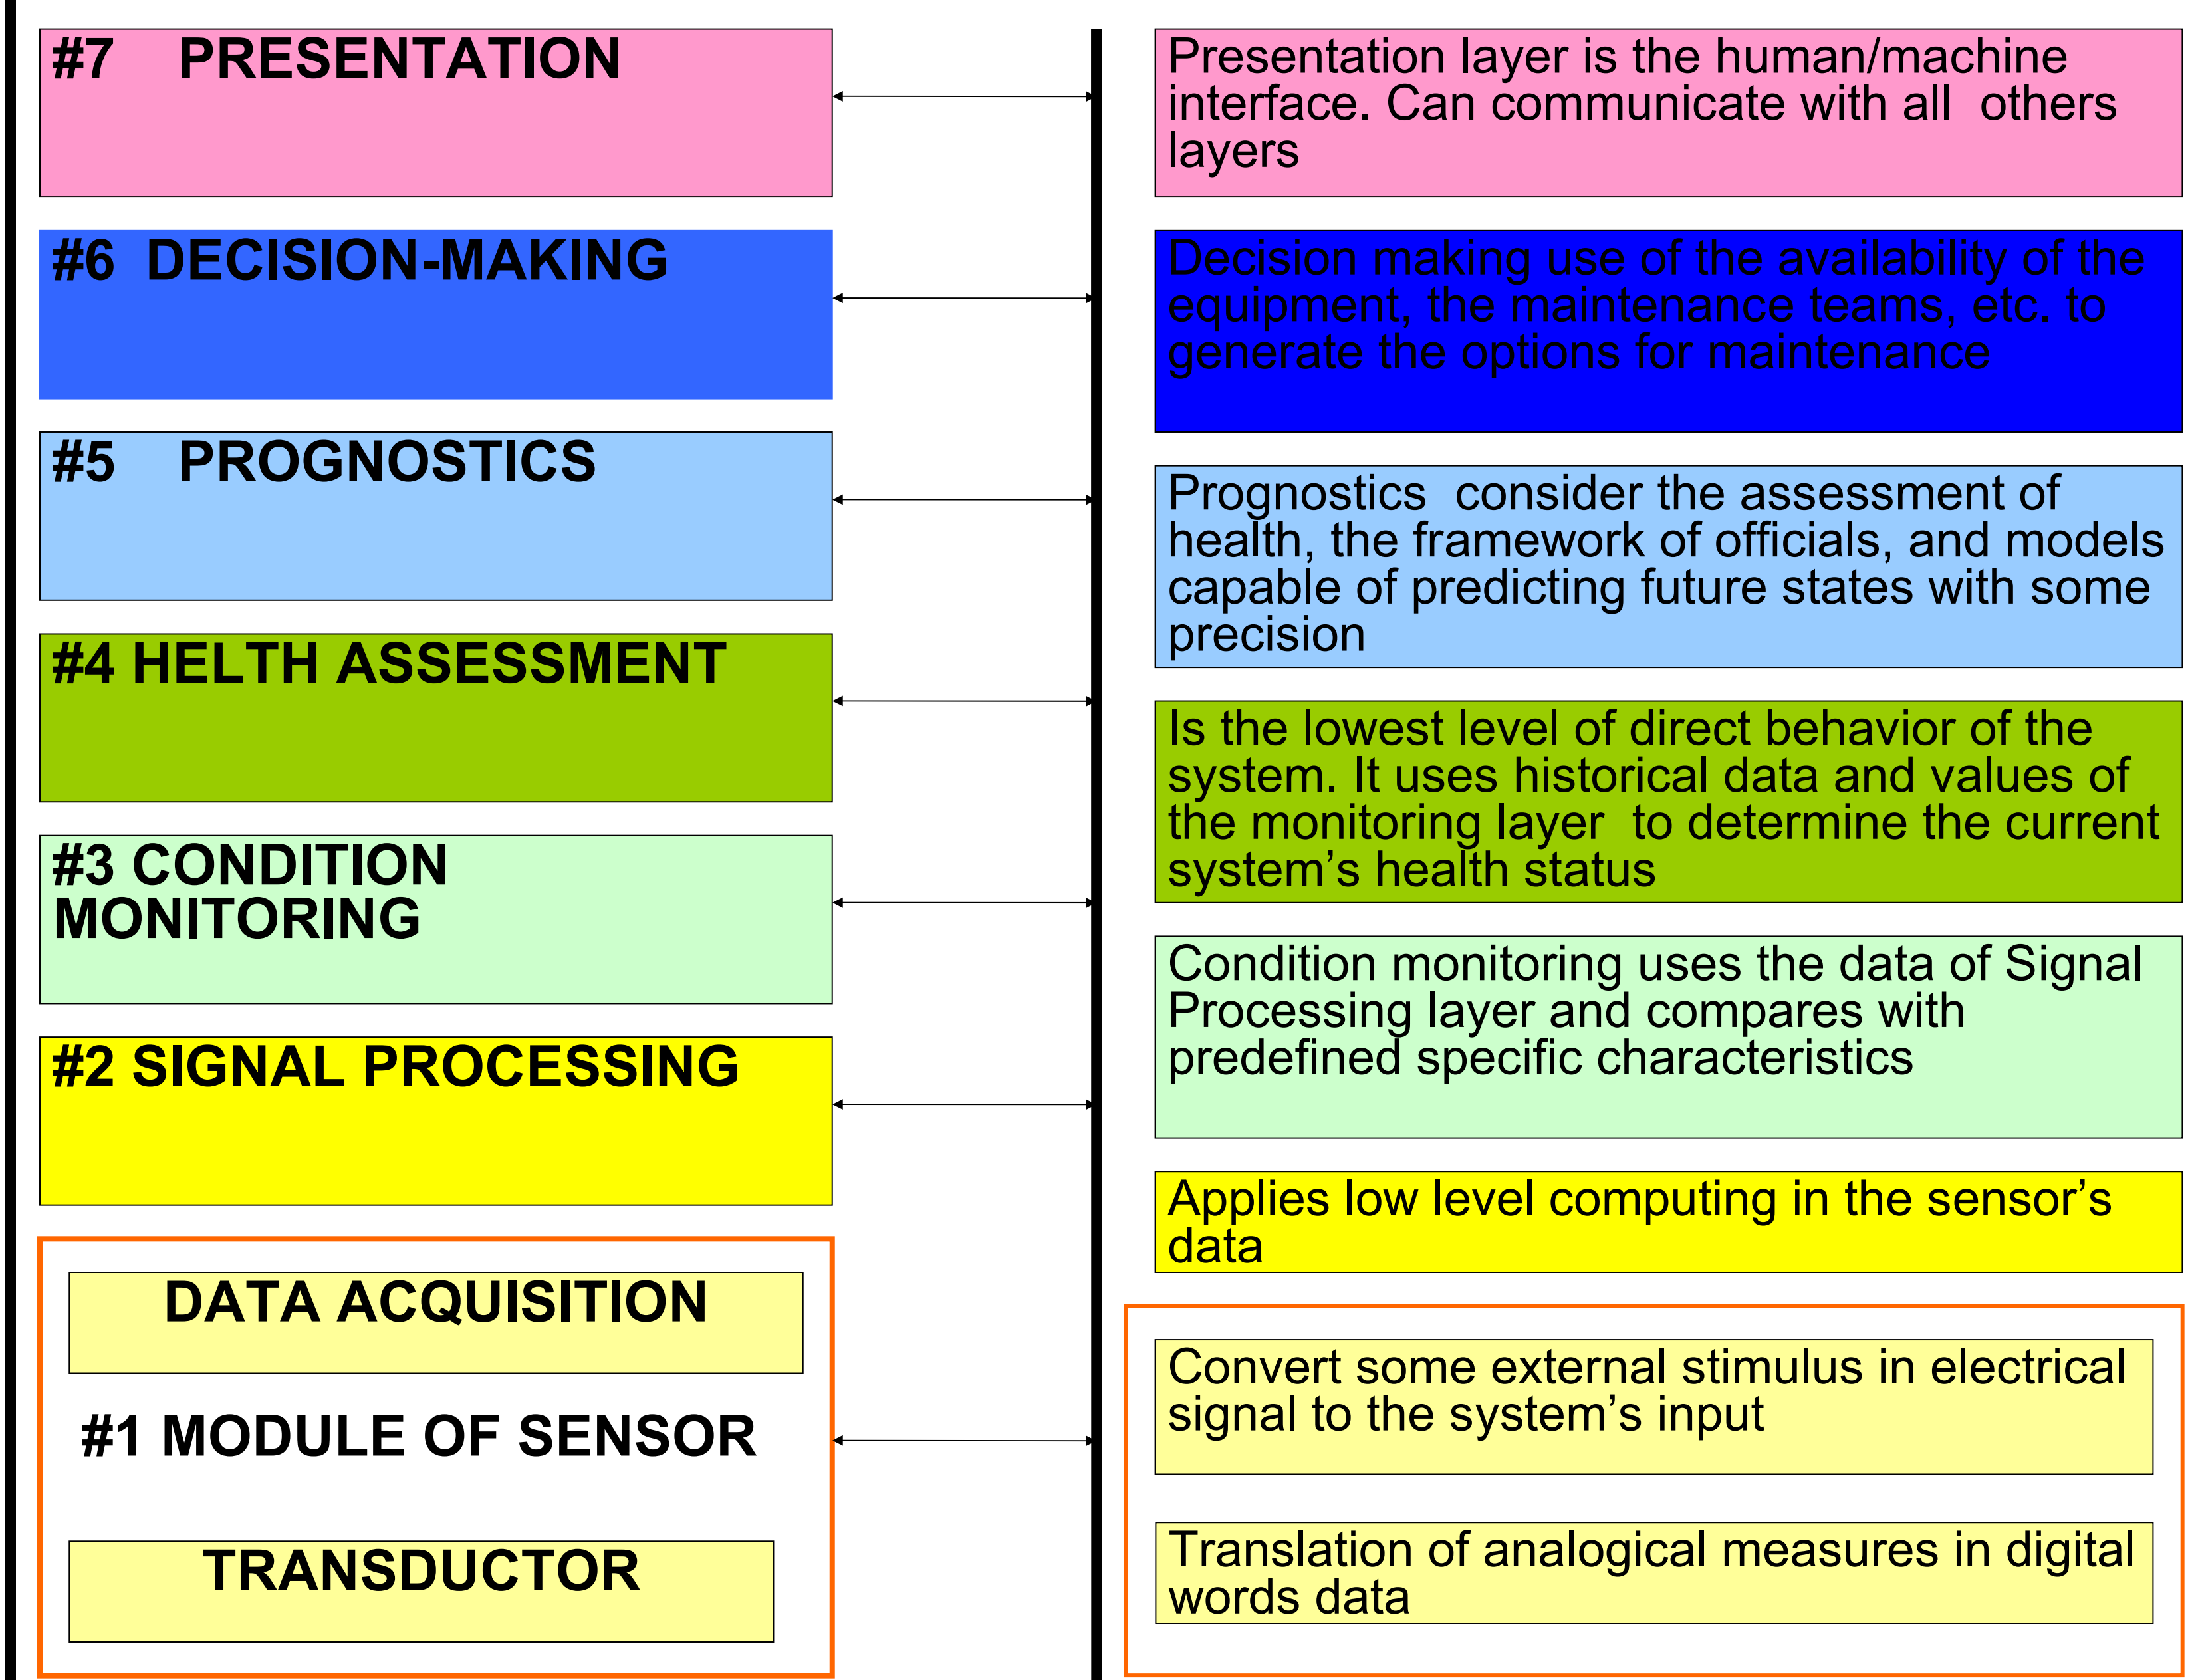 #7 PRESENTATION
Presentation layer is the human/machine
interface. Can communicate with all others
layers
#6 DECISION-MAKING
Decision making use of the availability of the
equipment, the maintenance teams, etc. to
generate the options for maintenance
#5 PROGNOSTICS
Prognostics consider the assessment of
health, the framework of officials, and models
capable of predicting future states with some
precision
#4 HELTH ASSESSMENT
Is the lowest level of direct behavior of the
system. It uses historical data and values of
the monitoring layer to determine the current
system’s health status
#3 CONDITION
MONITORING
Condition monitoring uses the data of Signal
Processing layer and compares with
predefined specific characteristics
#2 SIGNAL PROCESSING
Applies low level computing in the sensor’s
data
DATA ACQUISITION
#1 MODULE OF SENSOR
TRANSDUCTOR
Convert some external stimulus in electrical
signal to the system’s input
Translation of analogical measures in digital
words data